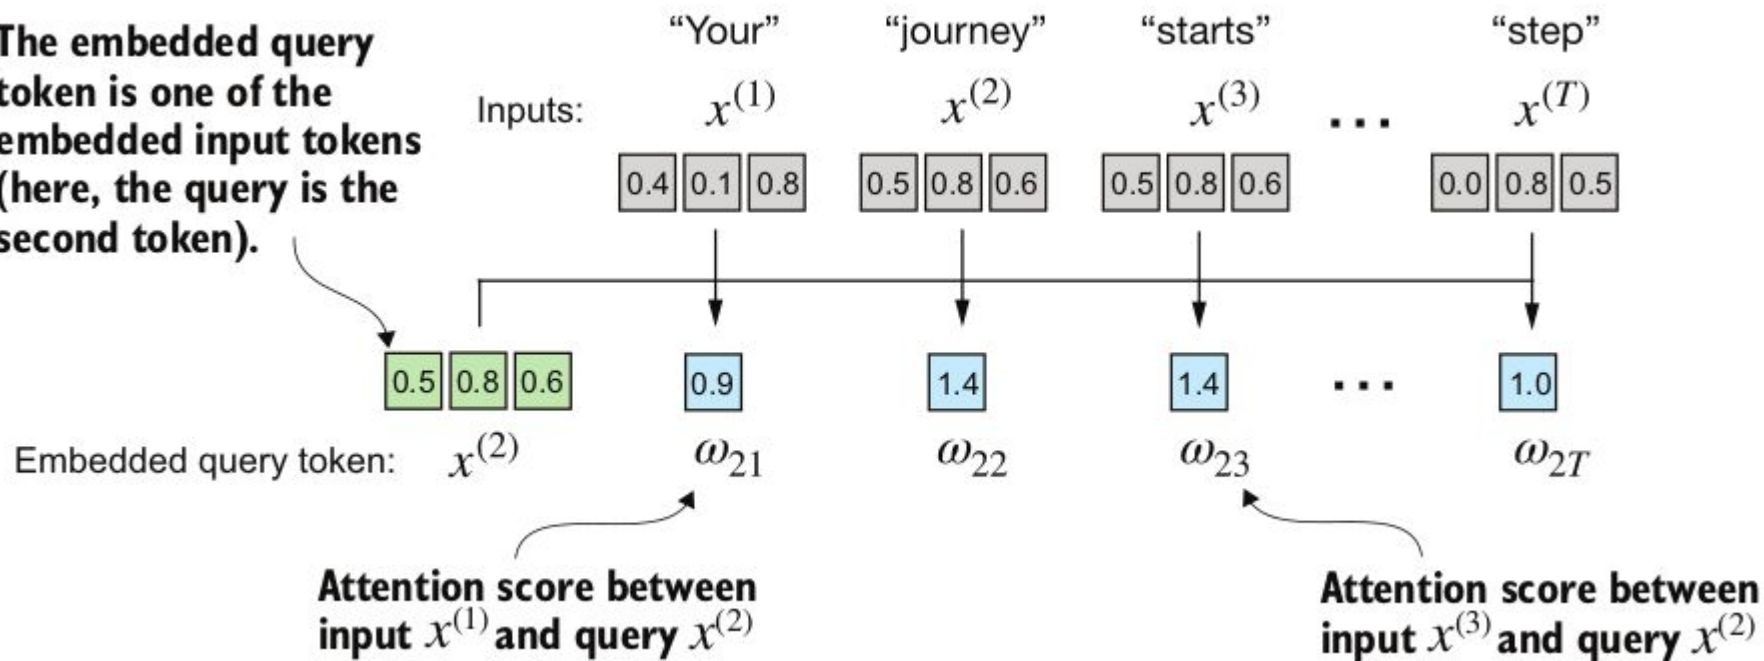 The embedded query
token is one of the
embedded input tokens
(here, the query is the
second token).
“Your” “journey” “starts” “step”
Inputs: x^(1) x^(2) x^(3) ... x^(T)
0.4 0.1 0.8 0.5 0.8 0.6 0.5 0.8 0.6 0.0 0.8 0.5
0.5 0.8 0.6 0.9 1.4 1.4 ... 1.0
Embedded query token: x^(2) ω_21 ω_22 ω_23 ω_2T
Attention score between
input x^(1) and query x^(2)
Attention score between
input x^(3) and query x^(2)